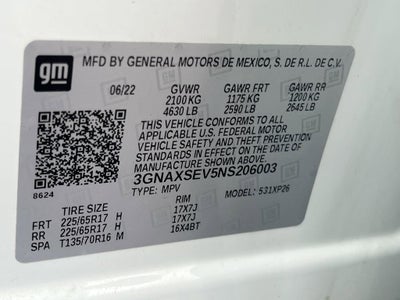 gm
MFD BY GENERAL MOTORS DE MEXICO, S. DE R.L. DE C.V.
06/22 GVWR GAWR FRT GAWR RR
2100 KG 1175 KG 1200 KG
4630 LB 2590 LB 2645 LB
THIS VEHICLE CONFORMS TO ALL APPLICABLE
U.S. FEDERAL MOTOR
VEHICLE SAFETY AND THEFT PREVENTION
STANDARDS IN EFFECT ON THE DATE OF
MANUFACTURE SHOWN ABOVE.
3GNAXSEV5NS206003
TYPE: MPV MODEL: 531XP26
8624
TIRE SIZE RIM
FRT 225/65R17 H 17X7J
RR 225/65R17 H 17X7J
SPA T135/70R16 M 16X4BT